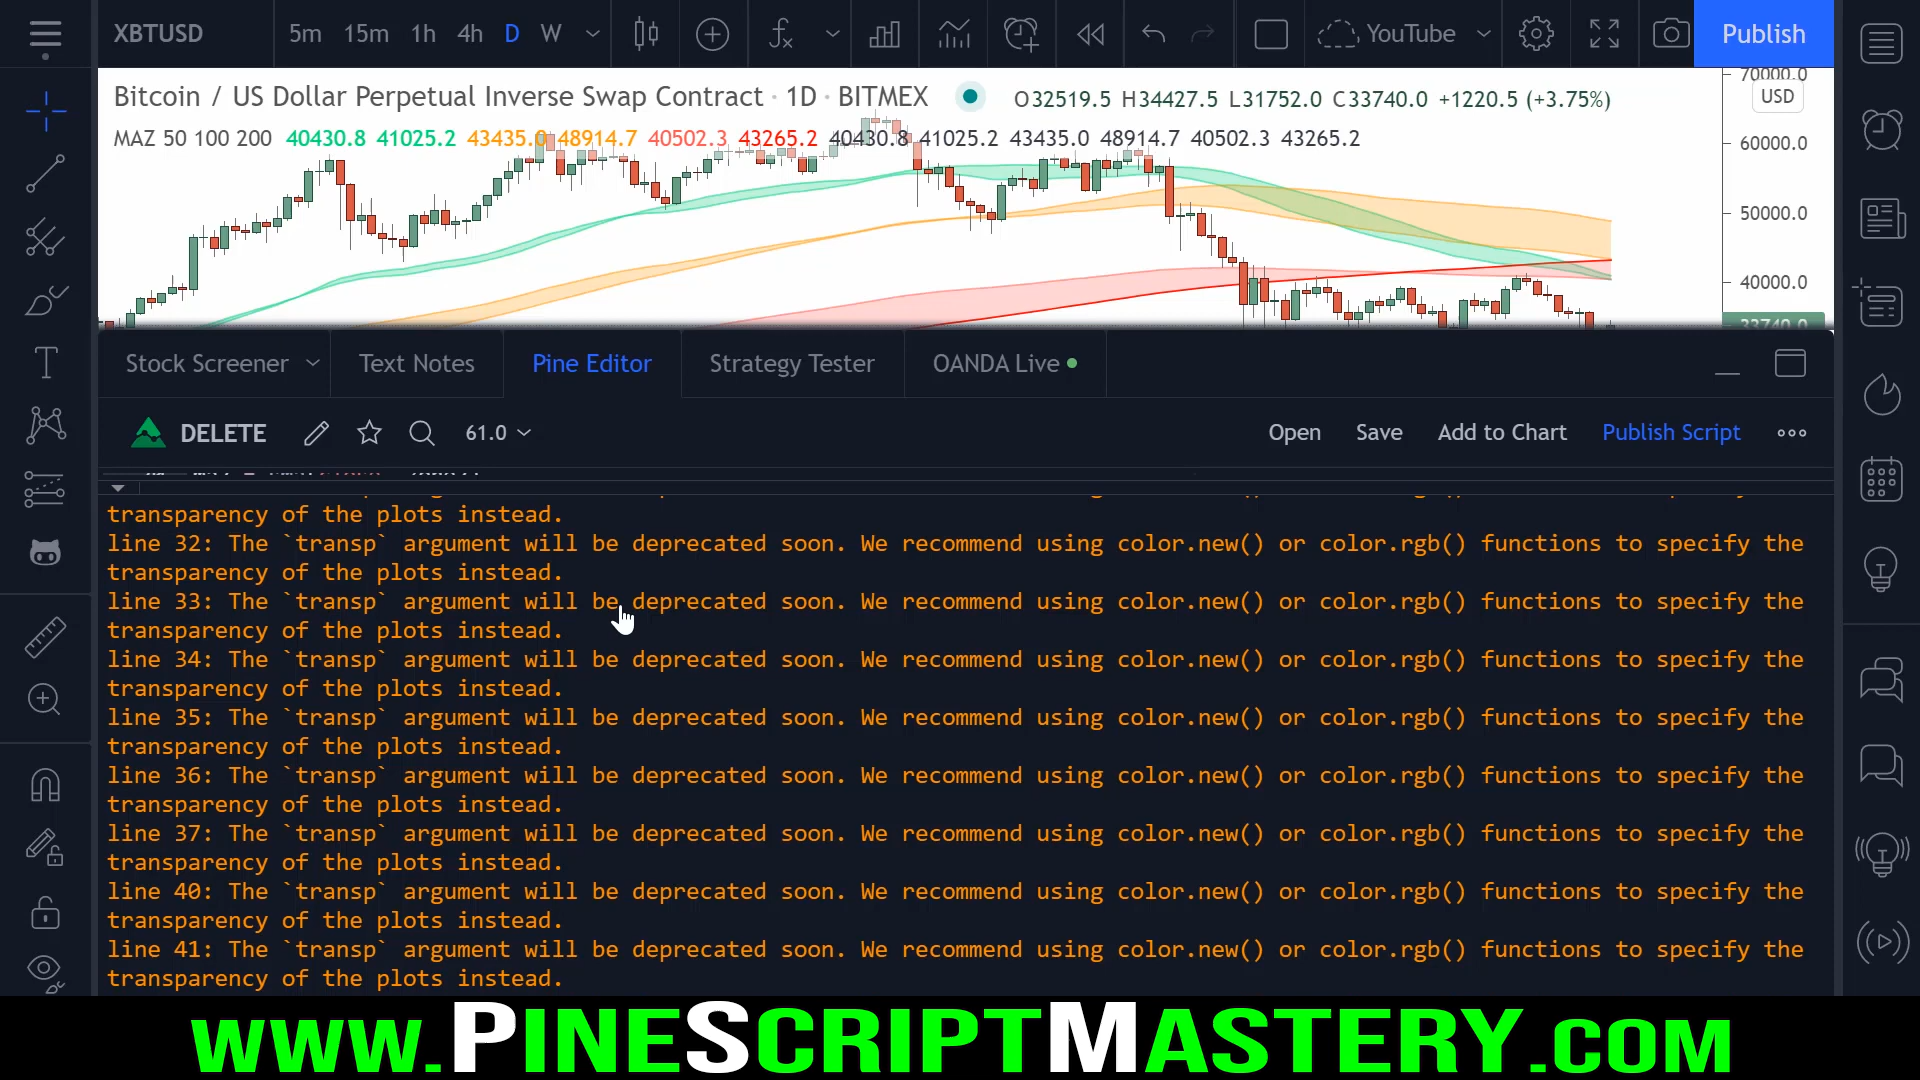 XBTUSD 5m 15m 1h 4h D W YouTube Publish
Bitcoin / US Dollar Perpetual Inverse Swap Contract · 1D · BITMEX O32519.5 H34427.5 L31752.0 C33740.0 +1220.5 (+3.75%)
MAZ 50 100 200 40430.8 41025.2 43435.0 48914.7 40502.3 43265.2 40430.8 41025.2 43435.0 48914.7 40502.3 43265.2
70000.0
USD
60000.0
50000.0
40000.0
33740.0
Stock Screener Text Notes Pine Editor Strategy Tester OANDA Live
DELETE 61.0 Open Save Add to Chart Publish Script
transparency of the plots instead.
line 32: The `transp` argument will be deprecated soon. We recommend using color.new() or color.rgb() functions to specify the
transparency of the plots instead.
line 33: The `transp` argument will be deprecated soon. We recommend using color.new() or color.rgb() functions to specify the
transparency of the plots instead.
line 34: The `transp` argument will be deprecated soon. We recommend using color.new() or color.rgb() functions to specify the
transparency of the plots instead.
line 35: The `transp` argument will be deprecated soon. We recommend using color.new() or color.rgb() functions to specify the
transparency of the plots instead.
line 36: The `transp` argument will be deprecated soon. We recommend using color.new() or color.rgb() functions to specify the
transparency of the plots instead.
line 37: The `transp` argument will be deprecated soon. We recommend using color.new() or color.rgb() functions to specify the
transparency of the plots instead.
line 40: The `transp` argument will be deprecated soon. We recommend using color.new() or color.rgb() functions to specify the
transparency of the plots instead.
line 41: The `transp` argument will be deprecated soon. We recommend using color.new() or color.rgb() functions to specify the
transparency of the plots instead.
www.PineScriptMastery.com